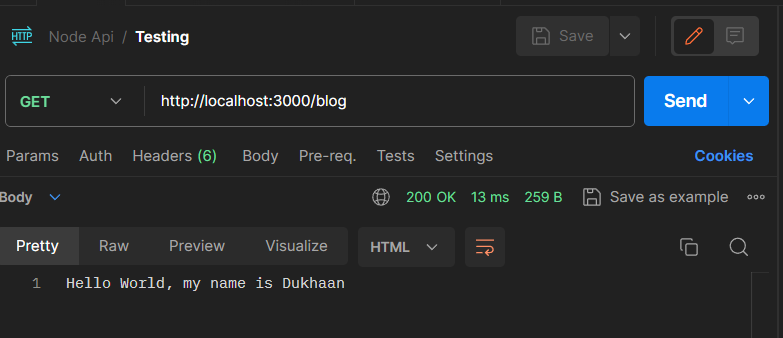 HTTP Node Api / Testing Save
GET http://localhost:3000/blog Send
Params Auth Headers (6) Body Pre-req. Tests Settings Cookies
Body 200 OK 13 ms 259 B Save as example
Pretty Raw Preview Visualize HTML
1 Hello World, my name is Dukhaan